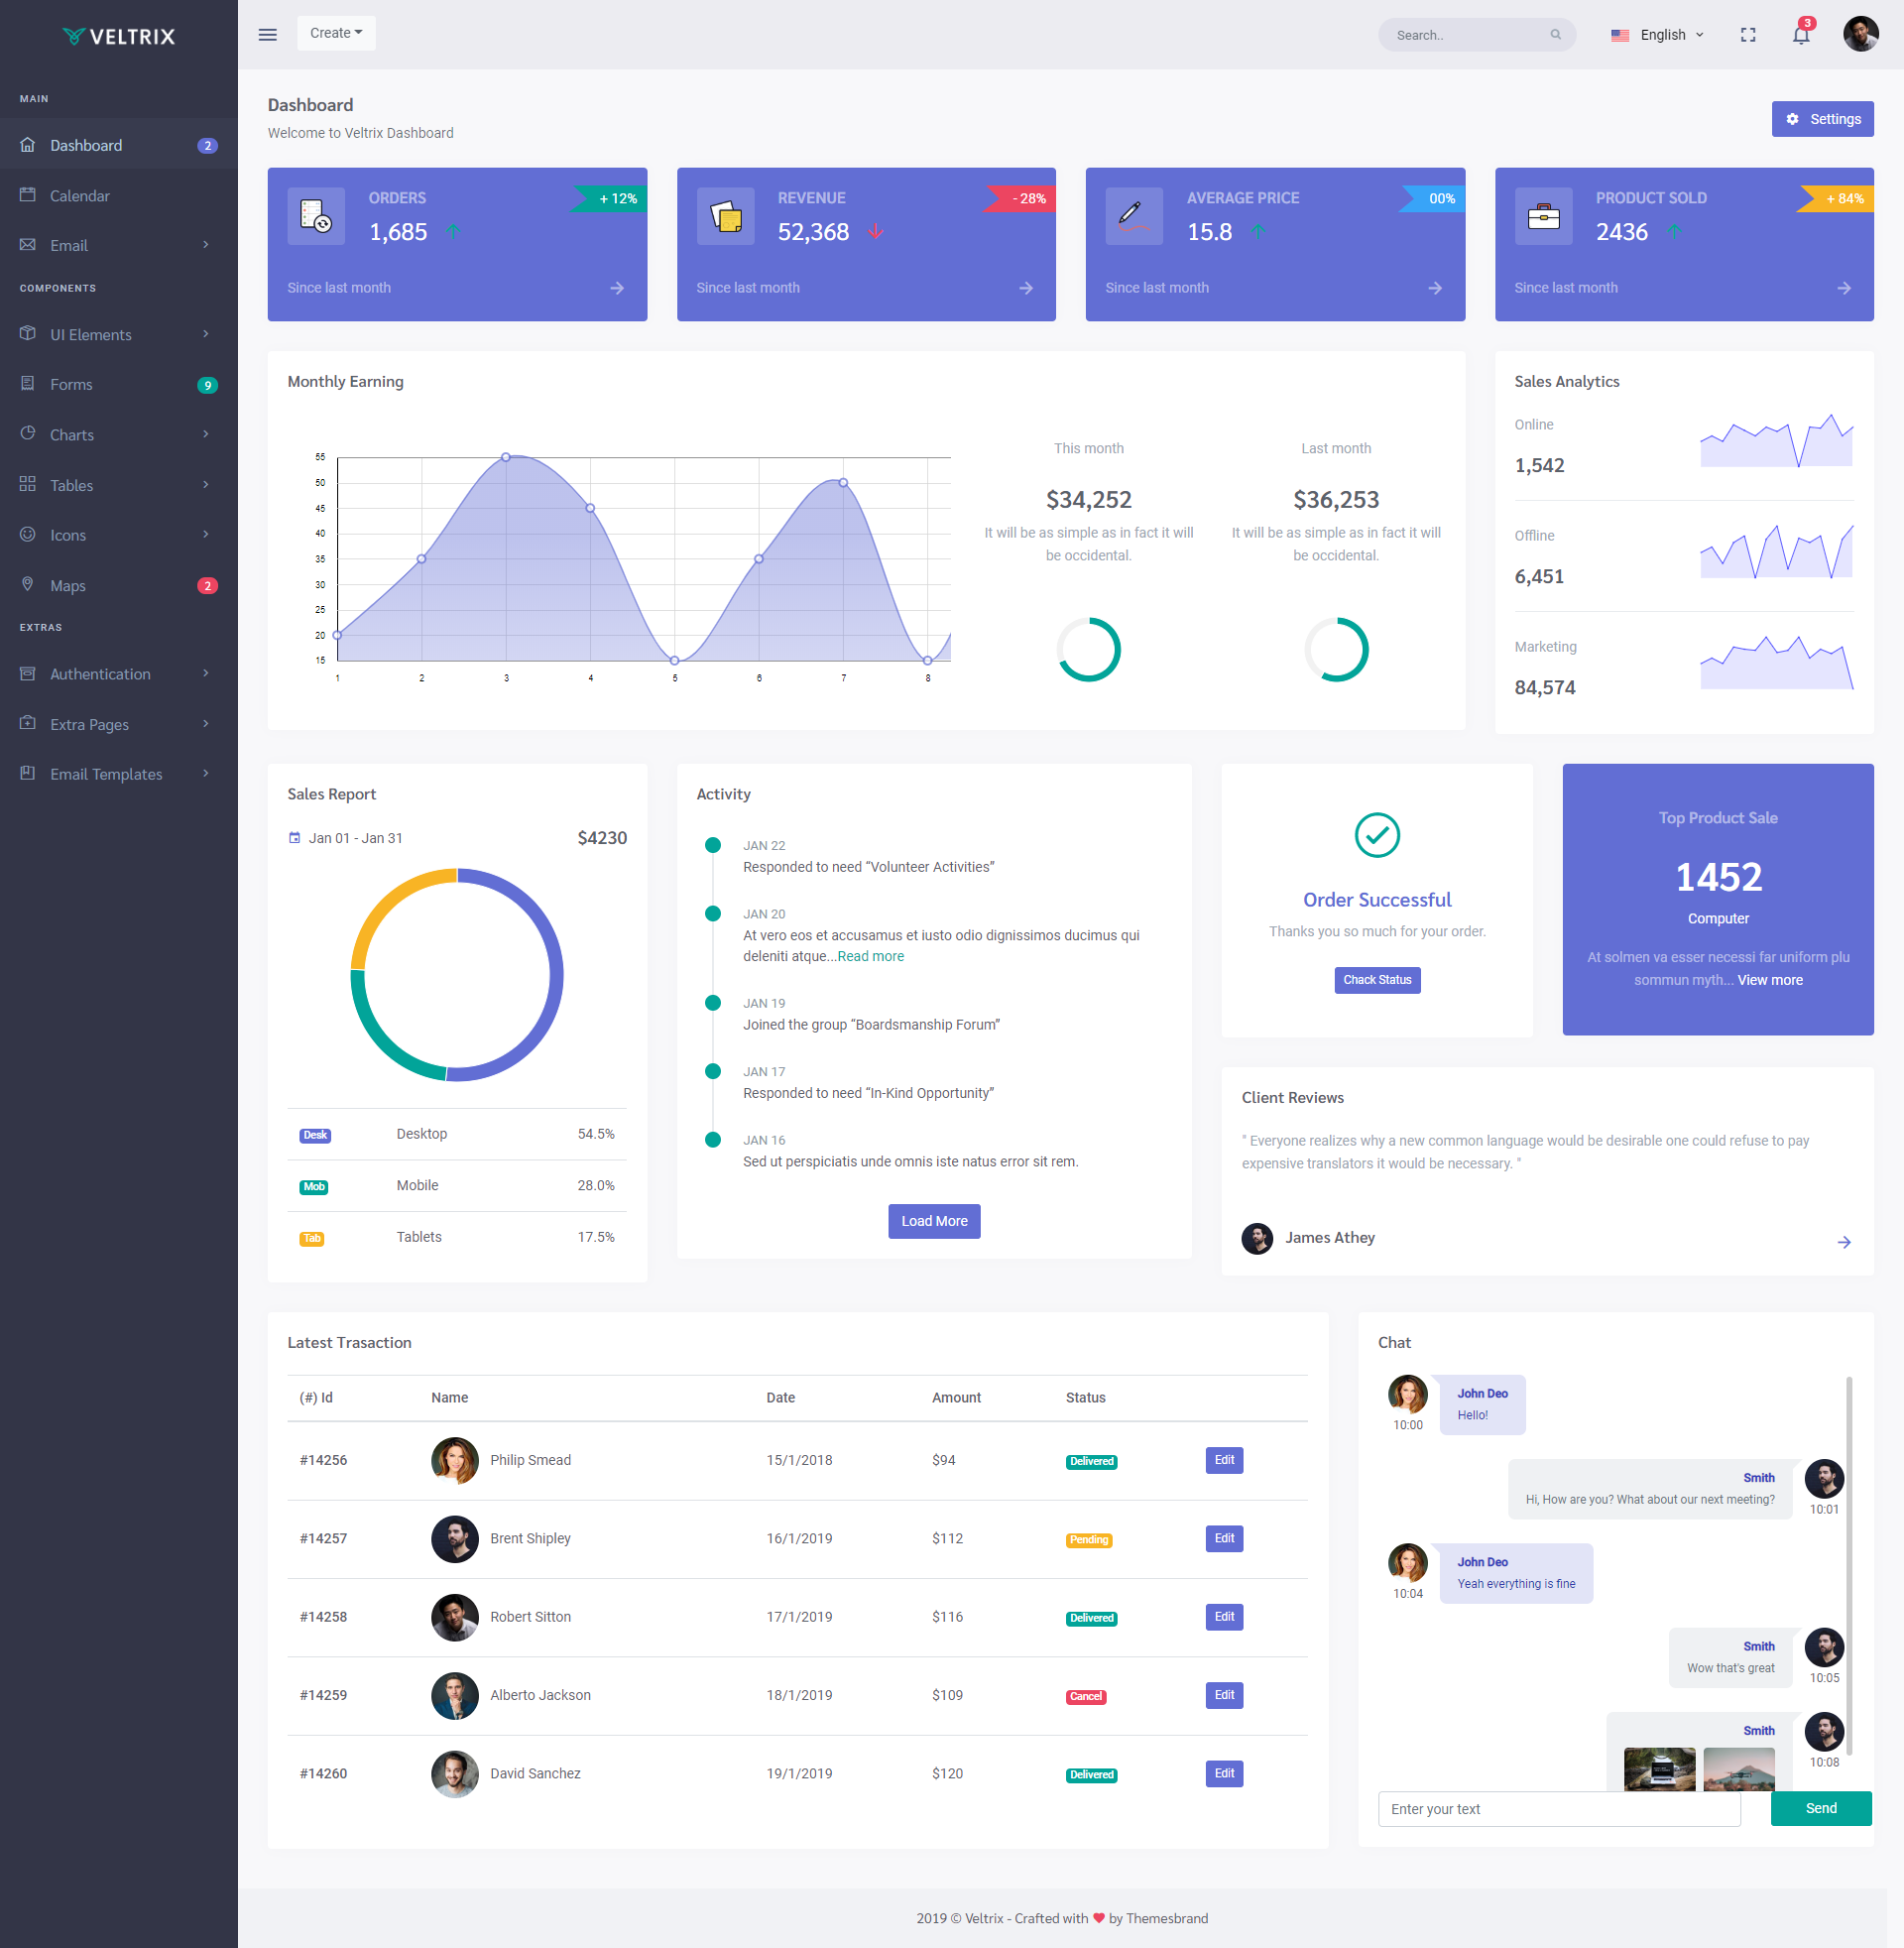 VELTRIX
Create
Search..
English
3
MAIN
Dashboard 2
Calendar
Email
COMPONENTS
UI Elements
Forms 9
Charts
Tables
Icons
Maps 2
EXTRAS
Authentication
Extra Pages
Email Templates
Dashboard
Welcome to Veltrix Dashboard
Settings
ORDERS
+ 12%
1,685
Since last month
REVENUE
- 28%
52,368
Since last month
AVERAGE PRICE
00%
15.8
Since last month
PRODUCT SOLD
+ 84%
2436
Since last month
Monthly Earning
55
50
45
40
35
30
25
20
15
1 2 3 4 5 6 7 8
This month
$34,252
It will be as simple as in fact it will
be occidental.
Last month
$36,253
It will be as simple as in fact it will
be occidental.
Sales Analytics
Online
1,542
Offline
6,451
Marketing
84,574
Sales Report
Jan 01 - Jan 31 $4230
Desk Desktop 54.5%
Mob Mobile 28.0%
Tab Tablets 17.5%
Activity
JAN 22
Responded to need “Volunteer Activities”
JAN 20
At vero eos et accusamus et iusto odio dignissimos ducimus qui
deleniti atque...Read more
JAN 19
Joined the group “Boardsmanship Forum”
JAN 17
Responded to need “In-Kind Opportunity”
JAN 16
Sed ut perspiciatis unde omnis iste natus error sit rem.
Load More
Order Successful
Thanks you so much for your order.
Chack Status
Top Product Sale
1452
Computer
At solmen va esser necessi far uniform plu
sommun myth... View more
Client Reviews
" Everyone realizes why a new common language would be desirable one could refuse to pay
expensive translators it would be necessary. "
James Athey
Latest Trasaction
(#) Id Name Date Amount Status
#14256 Philip Smead 15/1/2018 $94 Delivered Edit
#14257 Brent Shipley 16/1/2019 $112 Pending Edit
#14258 Robert Sitton 17/1/2019 $116 Delivered Edit
#14259 Alberto Jackson 18/1/2019 $109 Cancel Edit
#14260 David Sanchez 19/1/2019 $120 Delivered Edit
Chat
John Deo
Hello!
10:00
Smith
Hi, How are you? What about our next meeting?
10:01
John Deo
Yeah everything is fine
10:04
Smith
Wow that's great
10:05
Smith
10:08
Enter your text
Send
2019 © Veltrix - Crafted with ❤ by Themesbrand